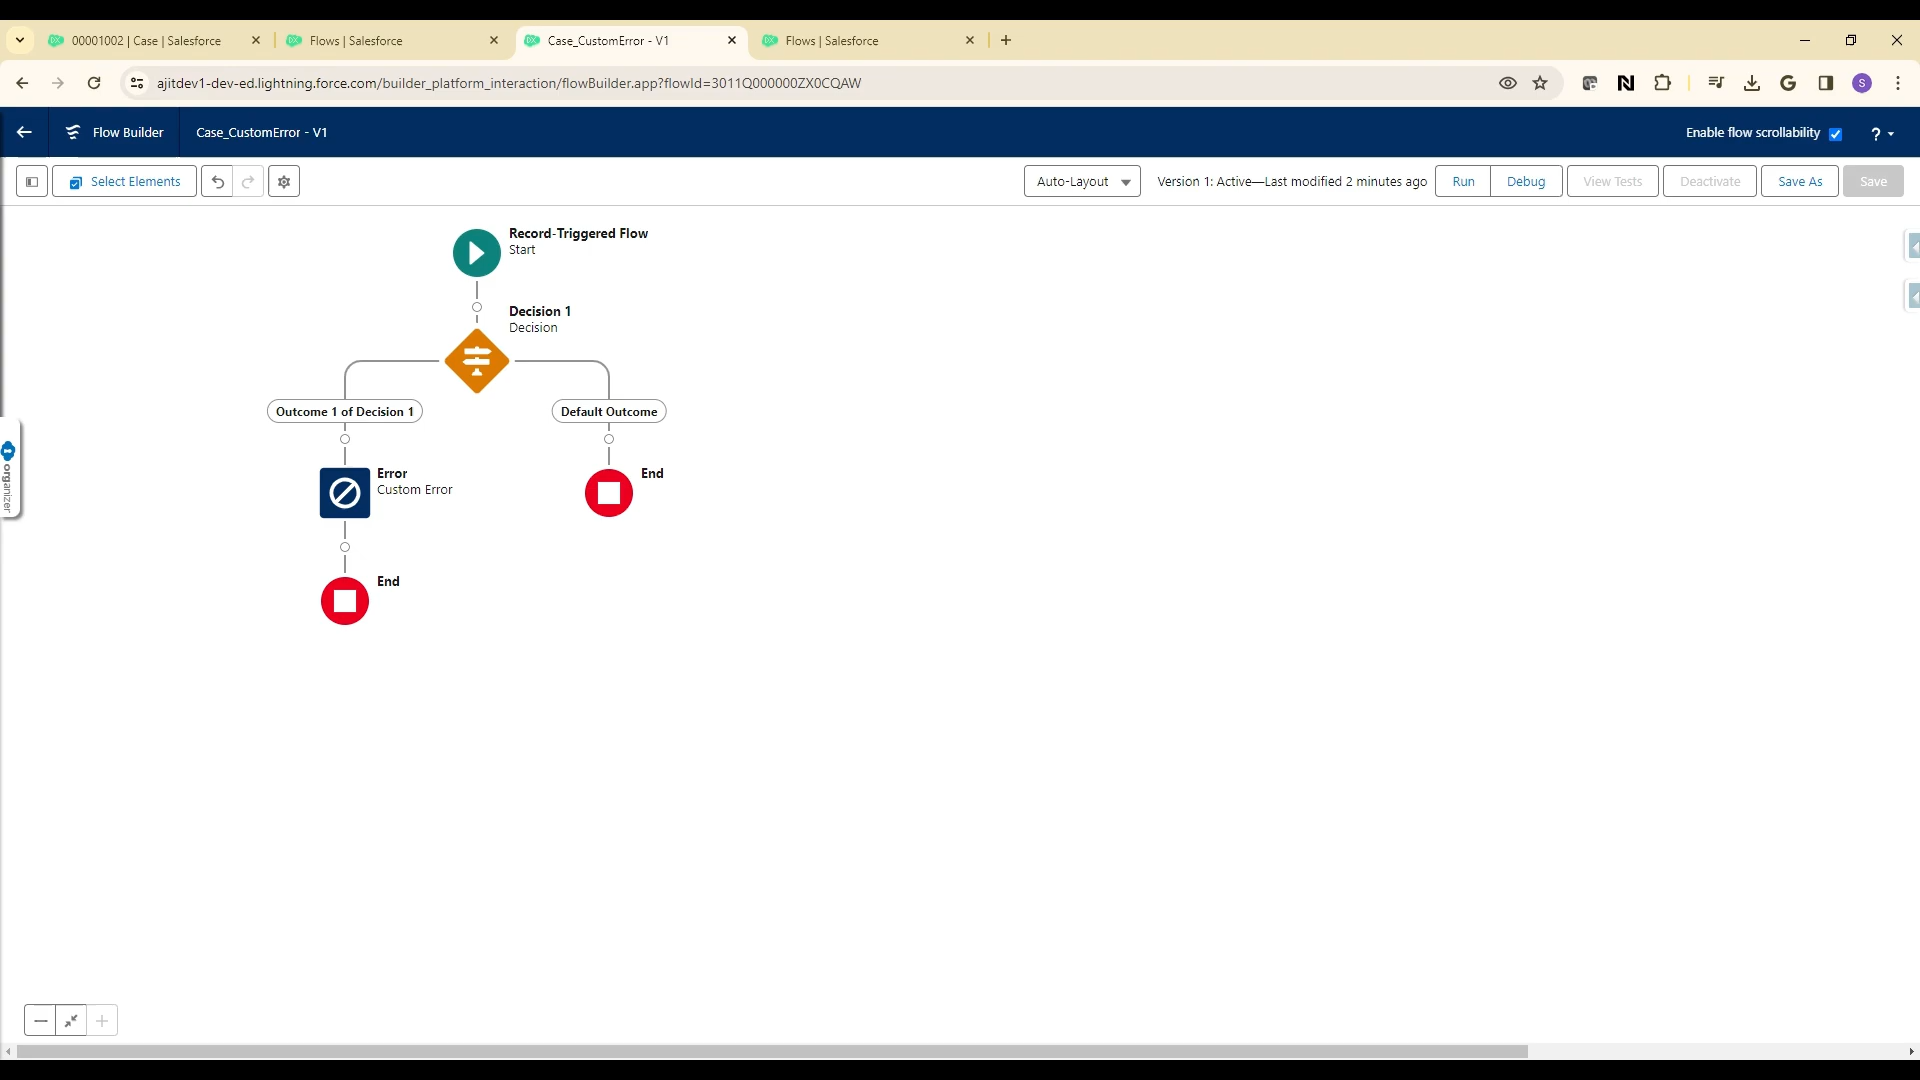 00001002 | Case | Salesforce
Flows | Salesforce
Case_CustomError - V1
Flows | Salesforce
ajitdev1-dev-ed.lightning.force.com/builder_platform_interaction/flowBuilder.app?flowId=3011Q000000ZX0CQAW
S
Flow Builder
Case_CustomError - V1
Enable flow scrollability
?
Select Elements
Auto-Layout
Version 1: Active—Last modified 2 minutes ago
Run
Debug
View Tests
Deactivate
Save As
Save
Record-Triggered Flow
Start
Decision 1
Decision
Outcome 1 of Decision 1
Default Outcome
organizer
Error
Custom Error
End
End